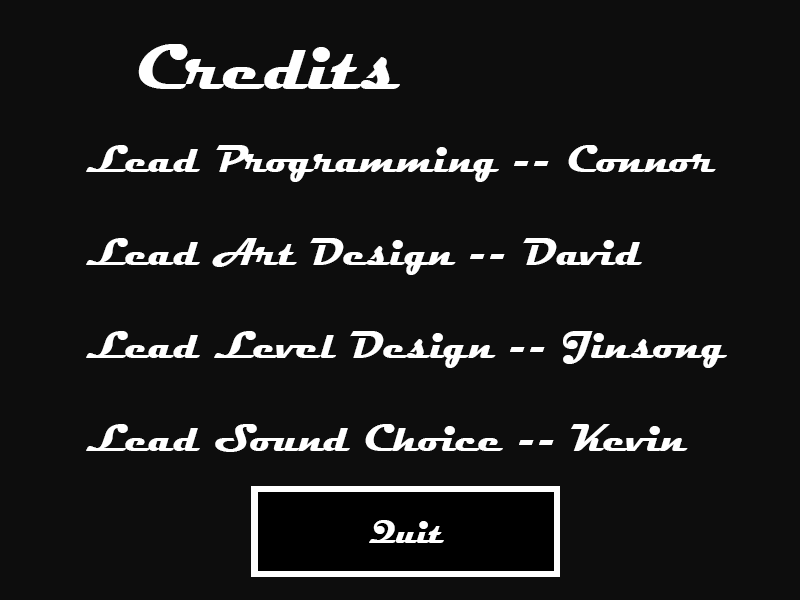 Credits
Lead Programming -- Connor
Lead Art Design -- David
Lead Level Design -- Jinsong
Lead Sound Choice -- Kevin
Quit